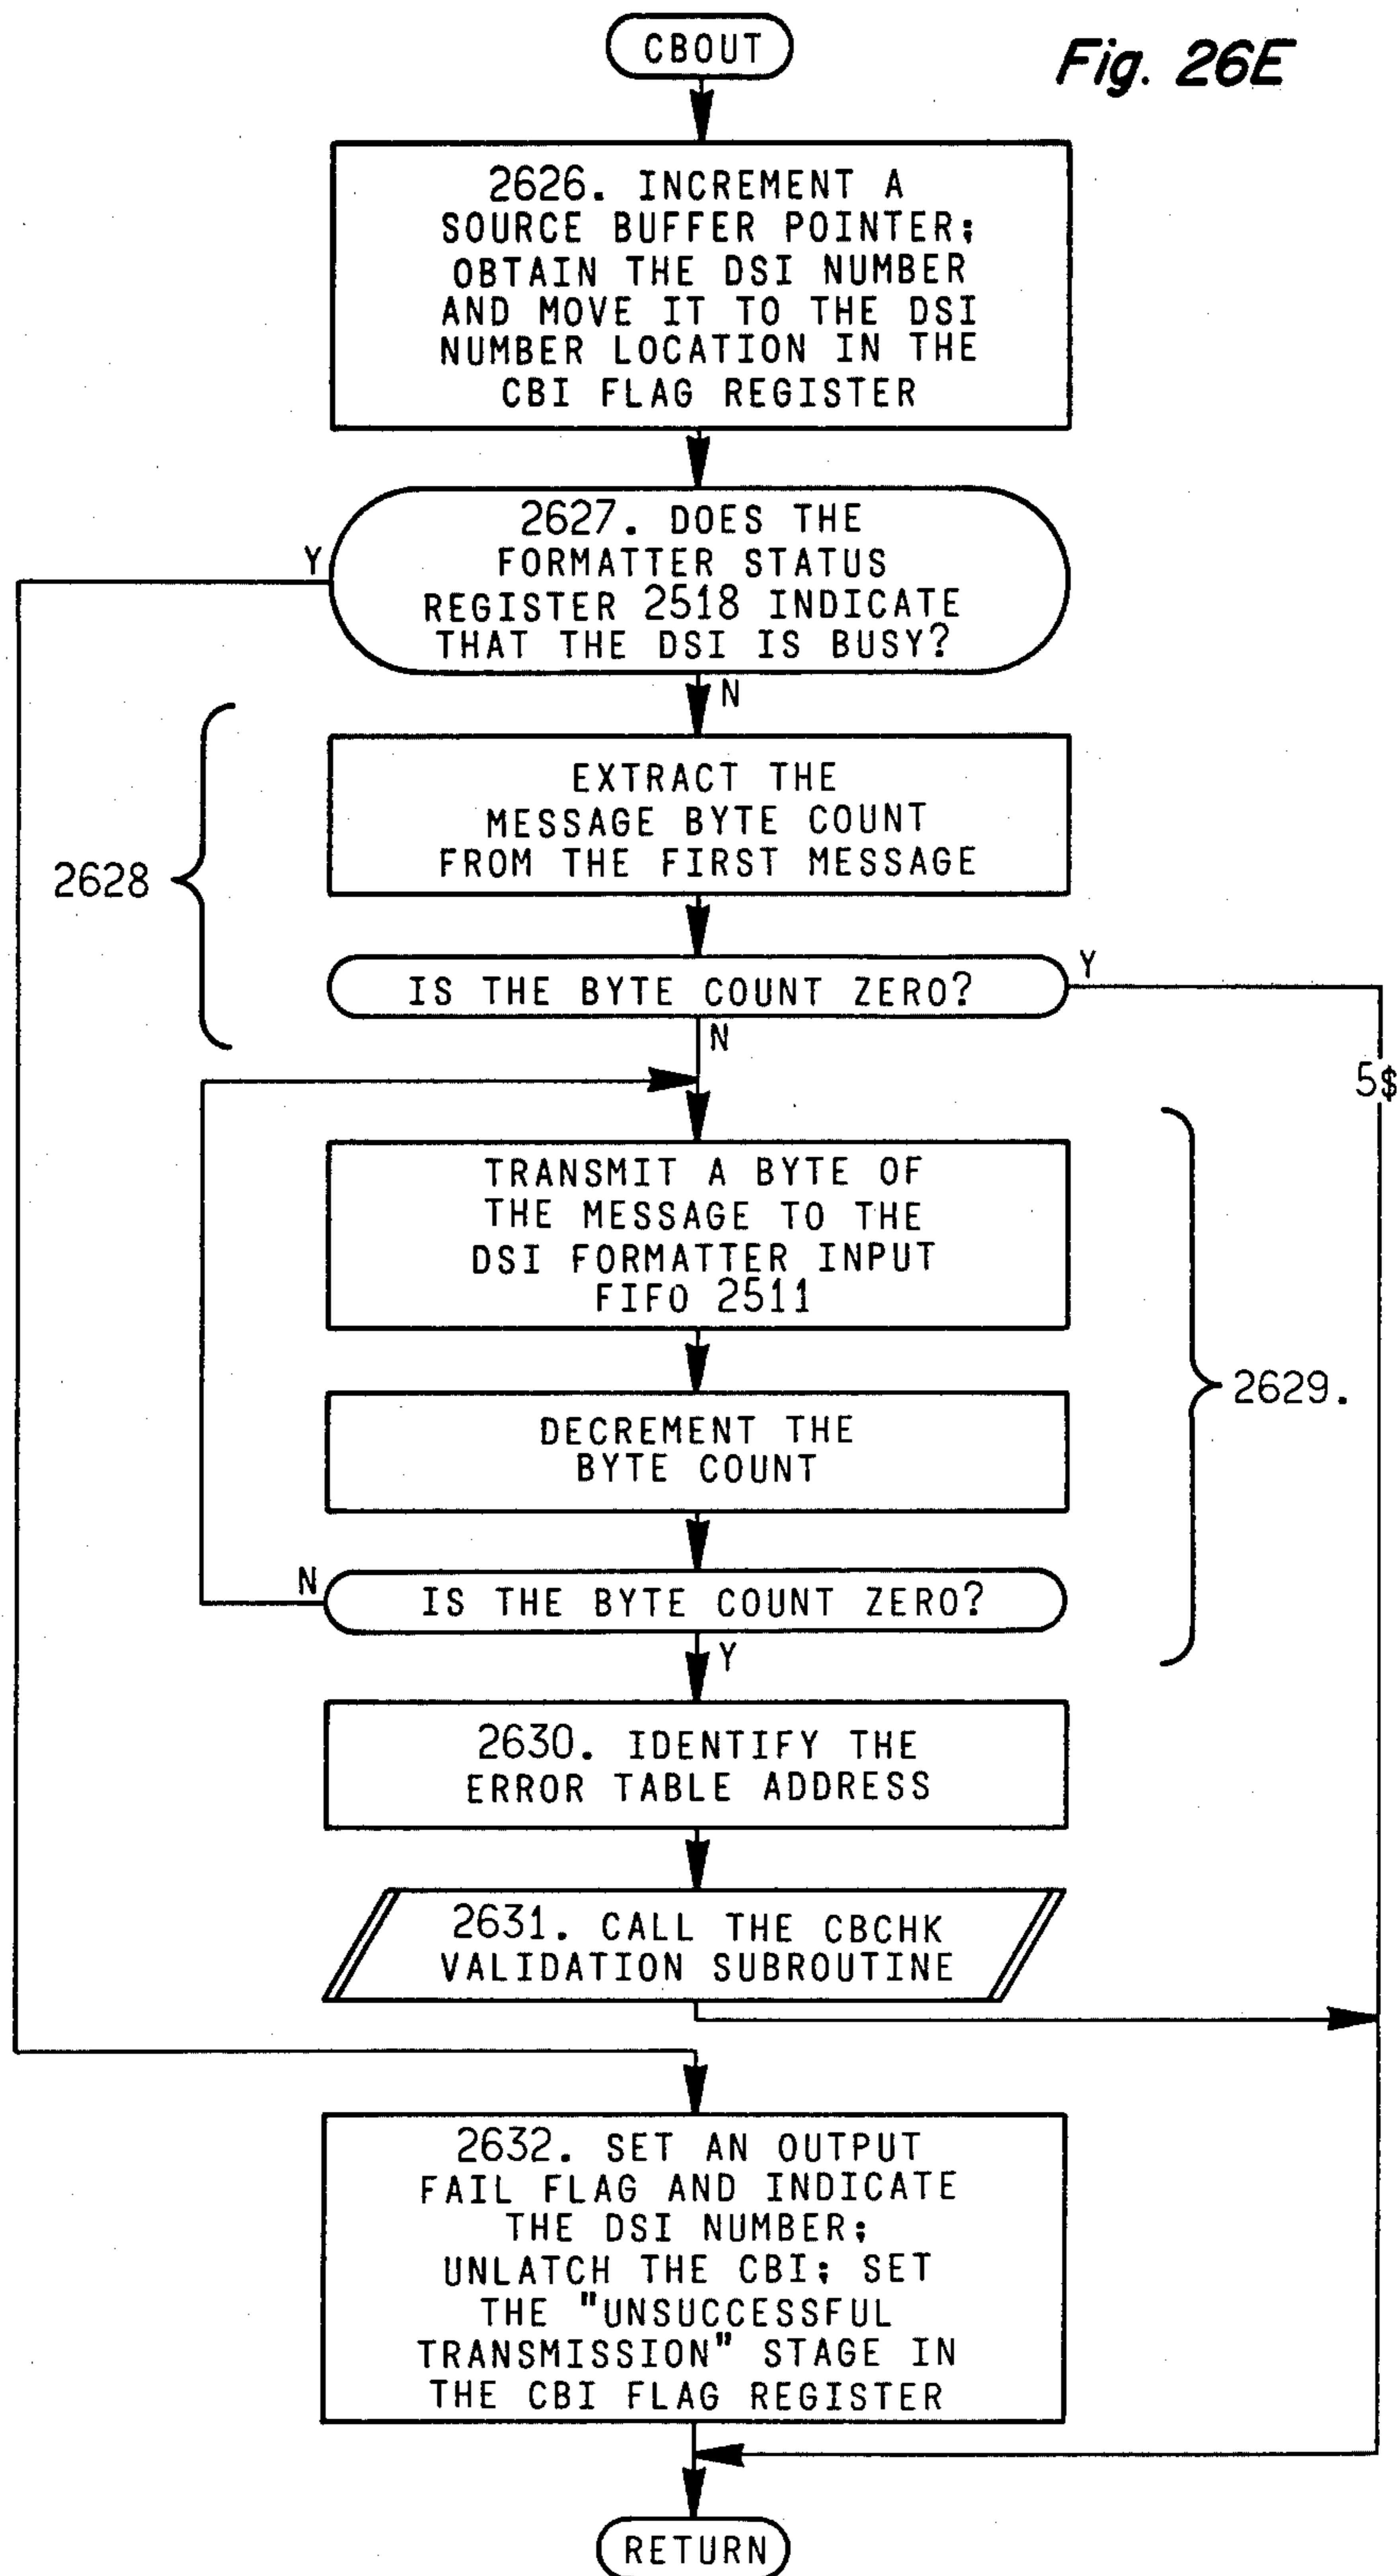 CBOUT
Fig. 26E
2626. INCREMENT A
SOURCE BUFFER POINTER;
OBTAIN THE DSI NUMBER
AND MOVE IT TO THE DSI
NUMBER LOCATION IN THE
CBI FLAG REGISTER
2627. DOES THE
FORMATTER STATUS
REGISTER 2518 INDICATE
THAT THE DSI IS BUSY?
Y
N
2628
EXTRACT THE
MESSAGE BYTE COUNT
FROM THE FIRST MESSAGE
IS THE BYTE COUNT ZERO?
Y
N
5$
TRANSMIT A BYTE OF
THE MESSAGE TO THE
DSI FORMATTER INPUT
FIFO 2511
2629.
DECREMENT THE
BYTE COUNT
N
IS THE BYTE COUNT ZERO?
Y
2630. IDENTIFY THE
ERROR TABLE ADDRESS
2631. CALL THE CBCHK
VALIDATION SUBROUTINE
2632. SET AN OUTPUT
FAIL FLAG AND INDICATE
THE DSI NUMBER;
UNLATCH THE CBI; SET
THE "UNSUCCESSFUL
TRANSMISSION" STAGE IN
THE CBI FLAG REGISTER
RETURN